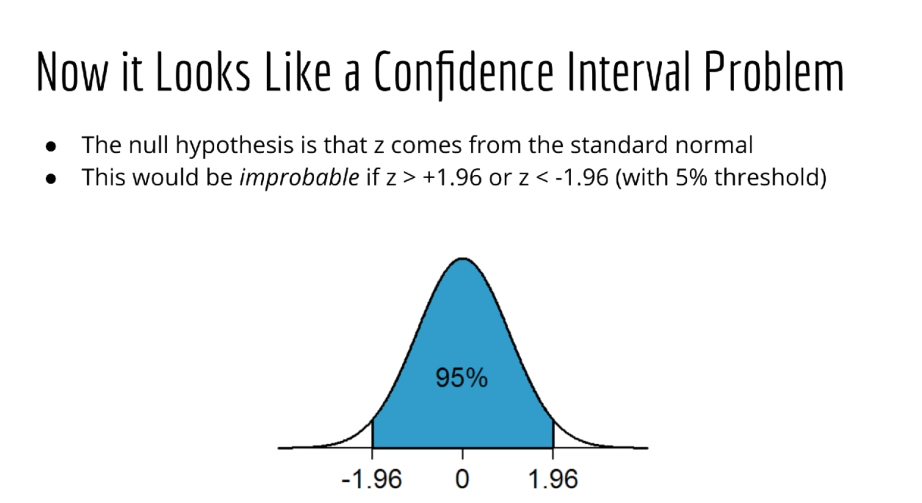 Now it Looks Like a Confidence Interval Problem
● The null hypothesis is that z comes from the standard normal
● This would be improbable if z > +1.96 or z < -1.96 (with 5% threshold)
95%
-1.96 0 1.96